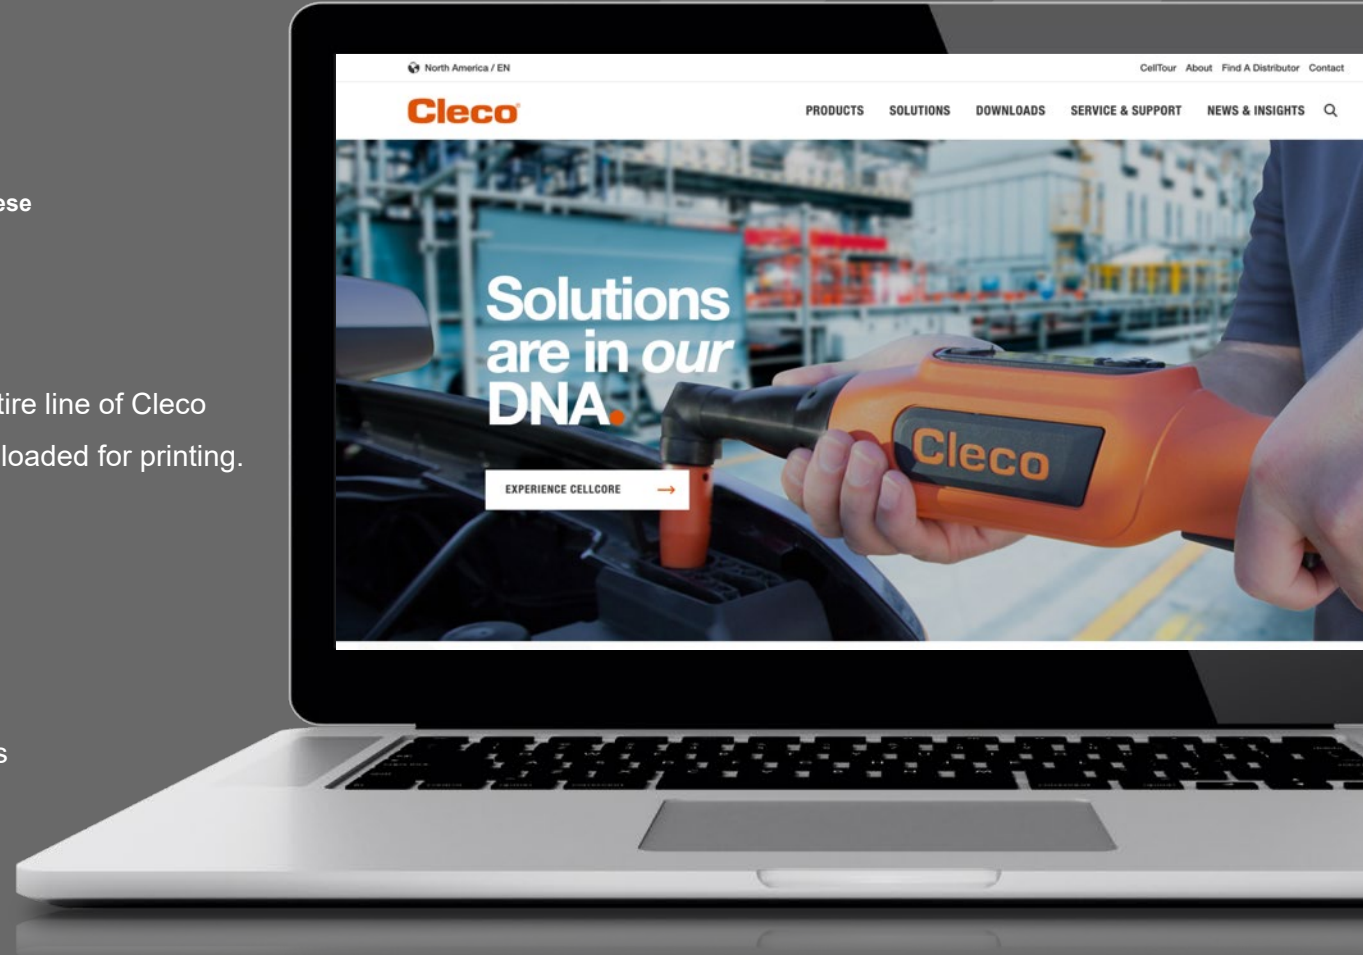 North America / EN
CellTour About Find A Distributor Contact
Cleco
PRODUCTS SOLUTIONS DOWNLOADS SERVICE & SUPPORT NEWS & INSIGHTS
ese
Solutions
are in our
DNA.
tire line of Cleco
loaded for printing.
Cleco
EXPERIENCE CELLCORE →
s